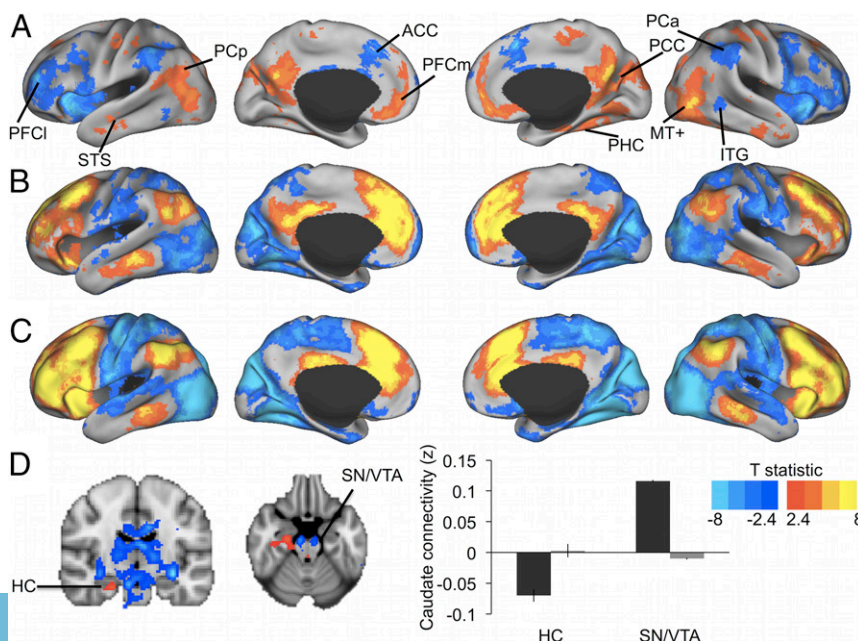 A
ACC
PCp
PFCm
PFCl
STS
PCa
PCC
MT+
PHC
ITG
B
C
D
SN/VTA
HC
Caudate connectivity (z)
0.15
0.1
0.05
0
-0.05
-0.1
HC SN/VTA
T statistic
-8 -2.4 2.4 8